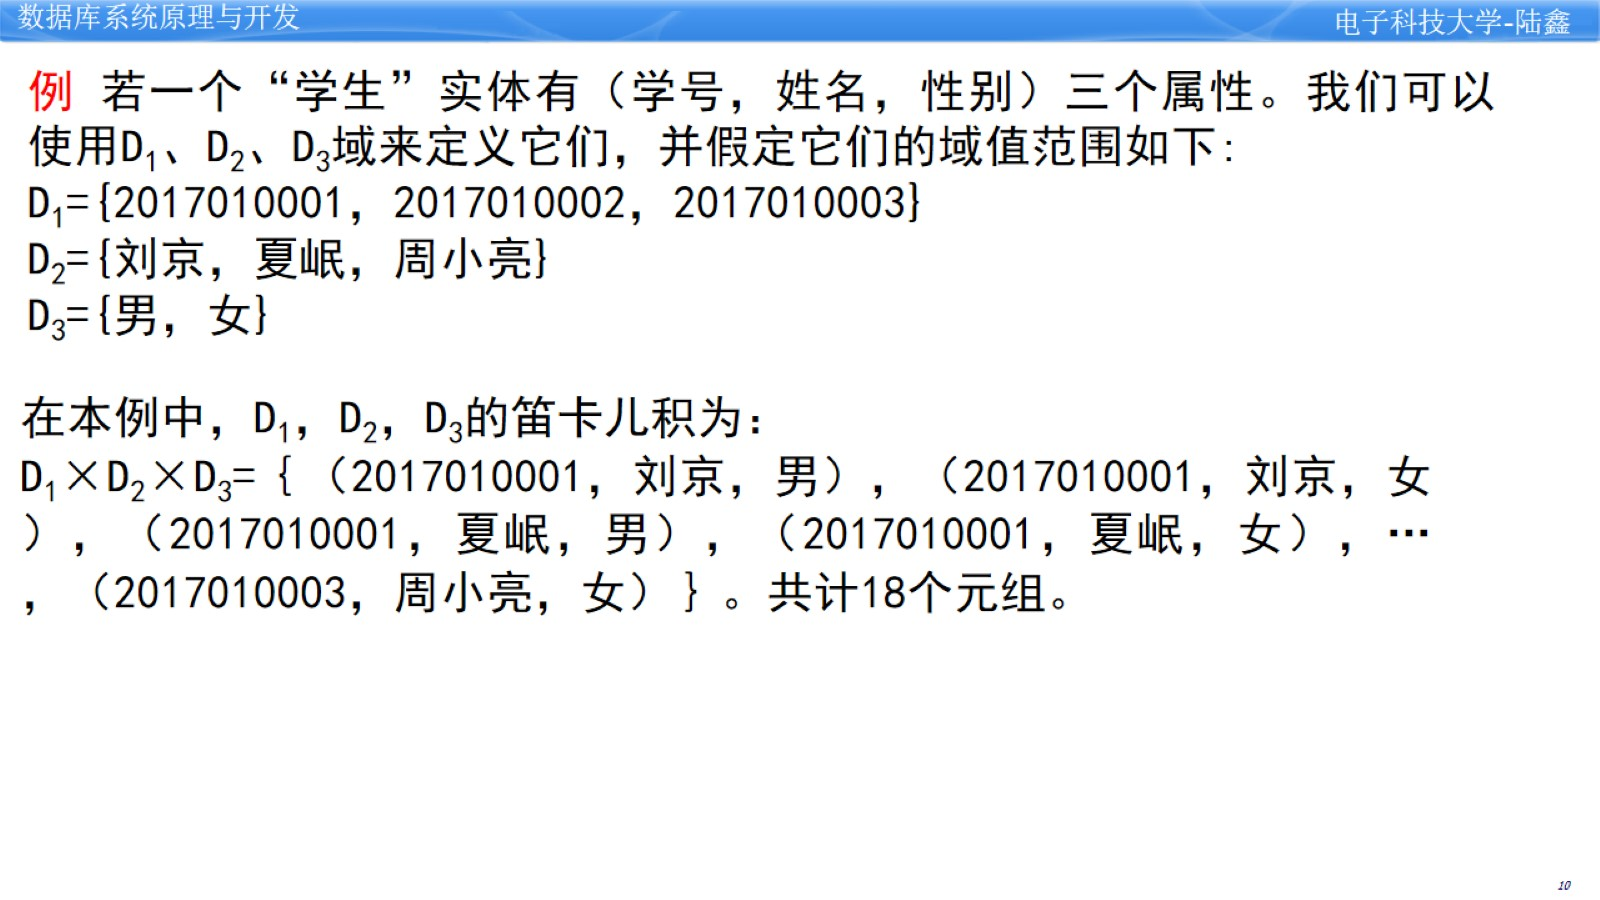 数据库系统原理与开发
电子科技大学-陆鑫
例 若一个“学生”实体有（学号，姓名，性别）三个属性。我们可以
使用D₁、D₂、D₃域来定义它们，并假定它们的域值范围如下：
D₁={2017010001，2017010002，2017010003}
D₂={刘京，夏岷，周小亮}
D₃={男，女}
在本例中，D₁，D₂，D₃的笛卡儿积为：
D₁×D₂×D₃=｛（2017010001，刘京，男），（2017010001，刘京，女
），（2017010001，夏岷，男），（2017010001，夏岷，女），…
，（2017010003，周小亮，女）｝。共计18个元组。
10